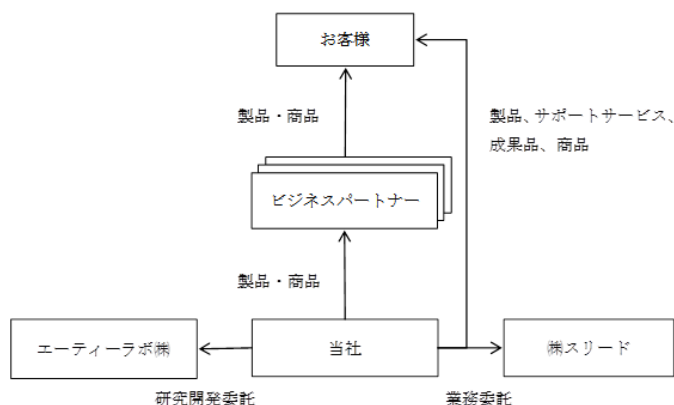 お客様
製品・商品
製品、サポートサービス、
成果品、商品
ビジネスパートナー
製品・商品
エーティーラボ㈱
当社
㈱スリード
研究開発委託
業務委託